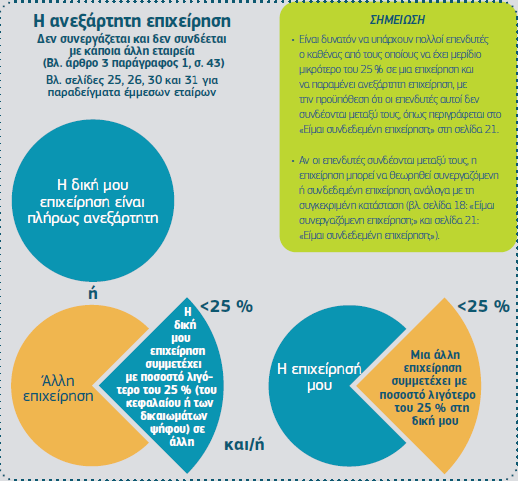 Η ανεξάρτητη επιχείρηση
Δεν συνεργάζεται και δεν συνδέεται
με κάποια άλλη εταιρεία
(Βλ. άρθρο 3 παράγραφος 1, σ. 43)
Βλ. σελίδες 25, 26, 30 και 31 για
παραδείγματα έμμεσων εταίρων
ΣΗΜΕΙΩΣΗ
· Είναι δυνατόν να υπάρχουν πολλοί επενδυτές
ο καθένας από τους οποίους να έχει μερίδιο
μικρότερο του 25 % σε μια επιχείρηση και
να παραμένει ανεξάρτητη επιχείρηση, με
την προϋπόθεση ότι οι επενδυτές αυτοί δεν
συνδέονται μεταξύ τους, όπως περιγράφεται στο
«Είμαι συνδεδεμένη επιχείρηση;» στη σελίδα 21.
· Αν οι επενδυτές συνδέονται μεταξύ τους, η
επιχείρηση μπορεί να θεωρηθεί συνεργαζόμενη
ή συνδεδεμένη επιχείρηση, ανάλογα με τη
συγκεκριμένη κατάσταση (βλ. σελίδα 18: «Είμαι
συνεργαζόμενη επιχείρηση;» και σελίδα 21:
«Είμαι συνδεδεμένη επιχείρηση;»).
Η δική μου
επιχείρηση είναι
πλήρως ανεξάρτητη
ή
<25 %
Άλλη
επιχείρηση
Η
δική
μου
επιχείρηση
συμμετέχει
με ποσοστό λιγό-
τερο του 25 % (του
κεφαλαίου ή των
δικαιωμάτων
ψήφου) σε
άλλη
και/ή
<25 %
Η επιχείρησή
μου
Μια άλλη
επιχείρηση
συμμετέχει με
ποσοστό λιγότερο
του 25 % στη
δική μου